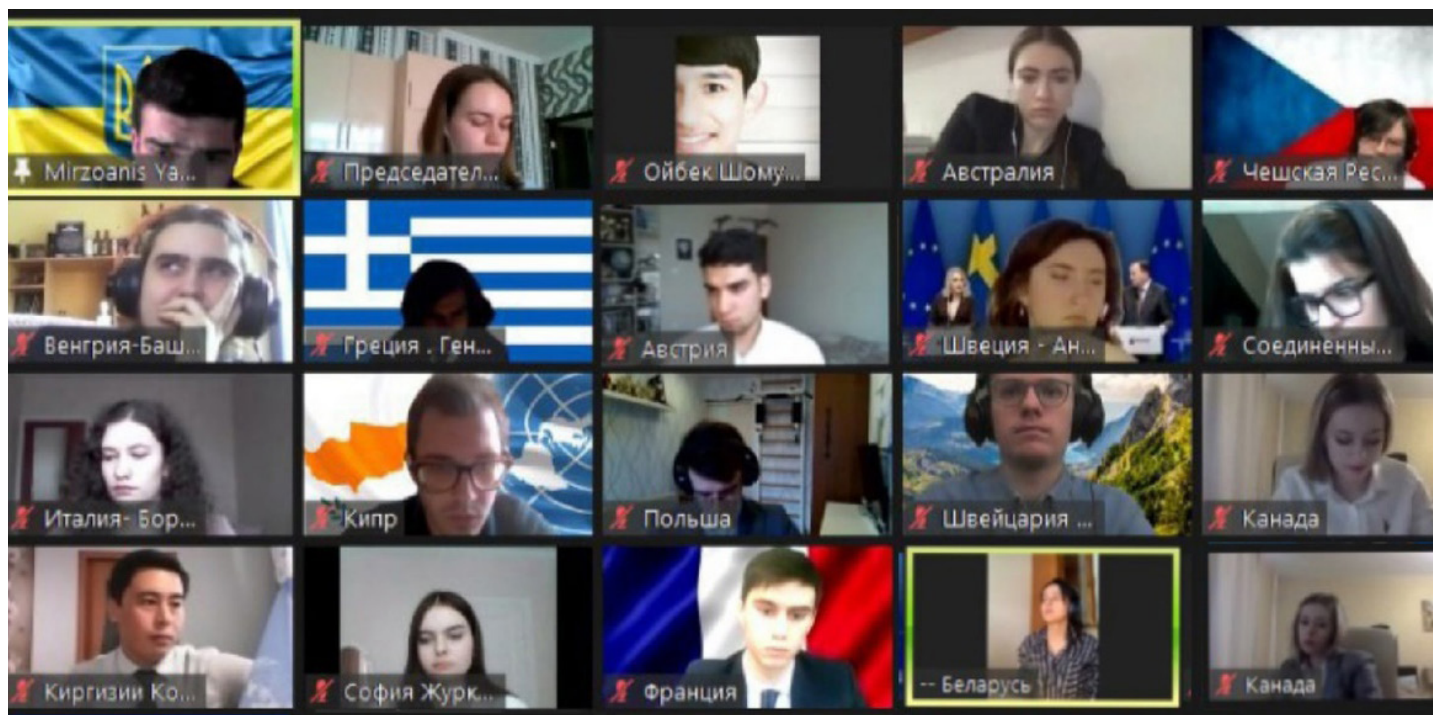 Mirzoanis Ya...
Председател...
Ойбек Шому...
Австралия
Чешская Рес...
Венгрия-Баш...
Греция . Ген...
Австрия
Швеция - Ан...
Соединенны...
Италия- Бор...
Кипр
Польша
Швейцария ...
Канада
Киргизии Ко...
София Журк...
Франция
-- Беларусь
Канада